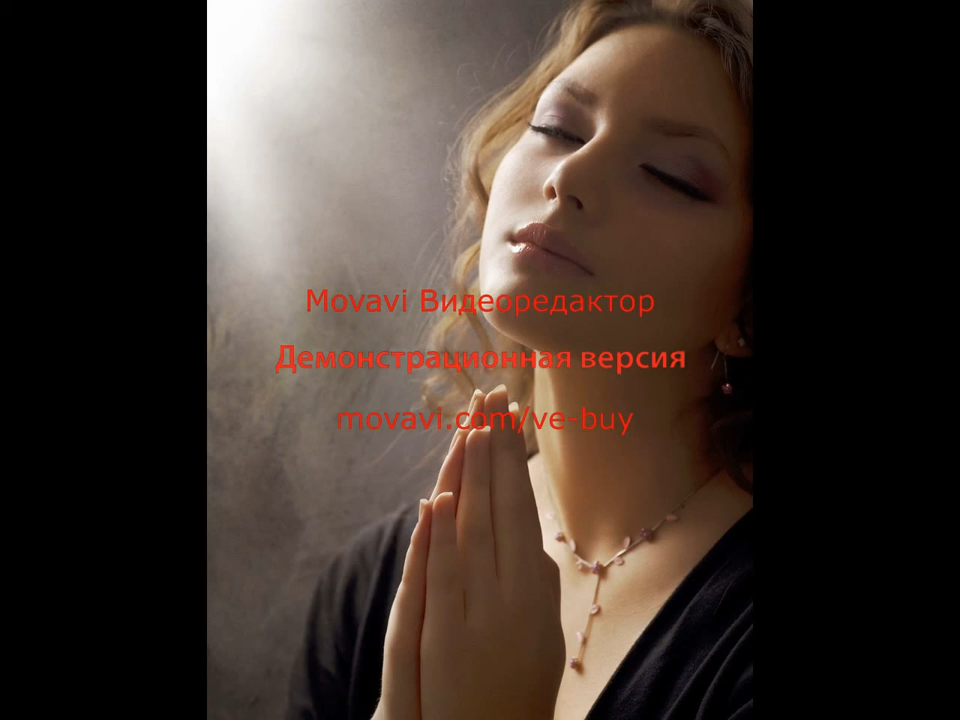 Movavi Видеоредактор
Демонстрационная версия
movavi.com/ve-buy